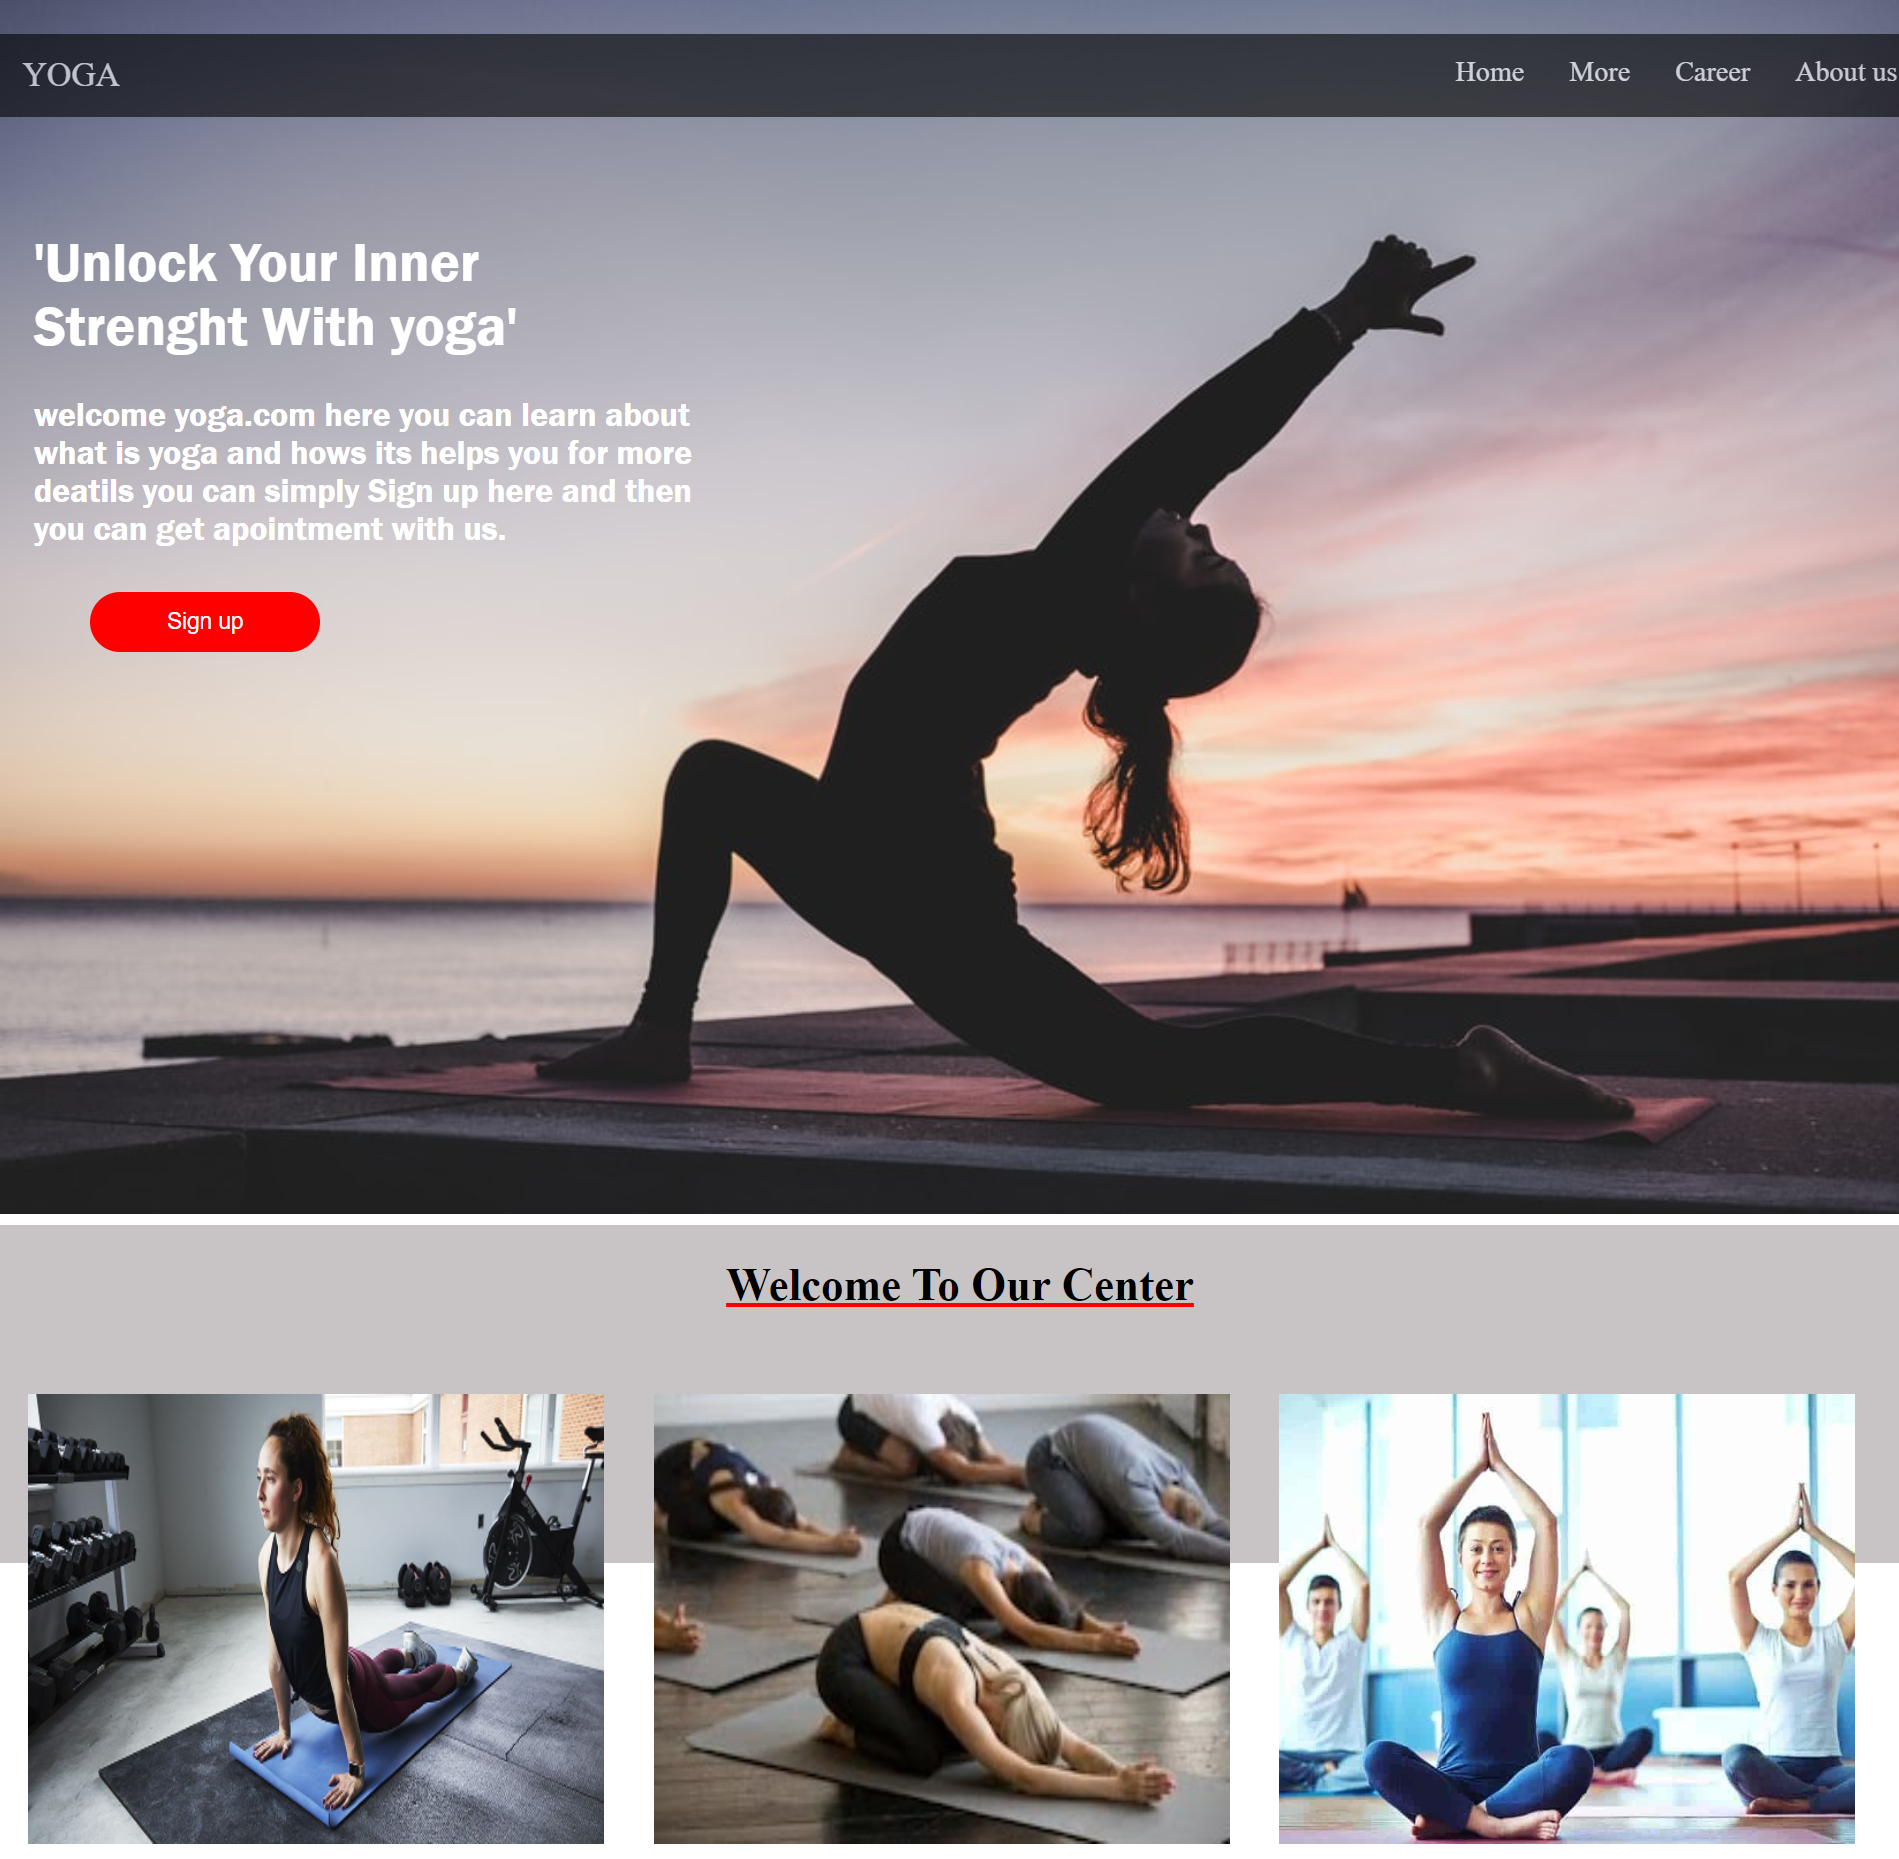 YOGA
Home More Career About us
'Unlock Your Inner
Strenght With yoga'
welcome yoga.com here you can learn about
what is yoga and hows its helps you for more
deatils you can simply Sign up here and then
you can get apointment with us.
Sign up
Welcome To Our Center